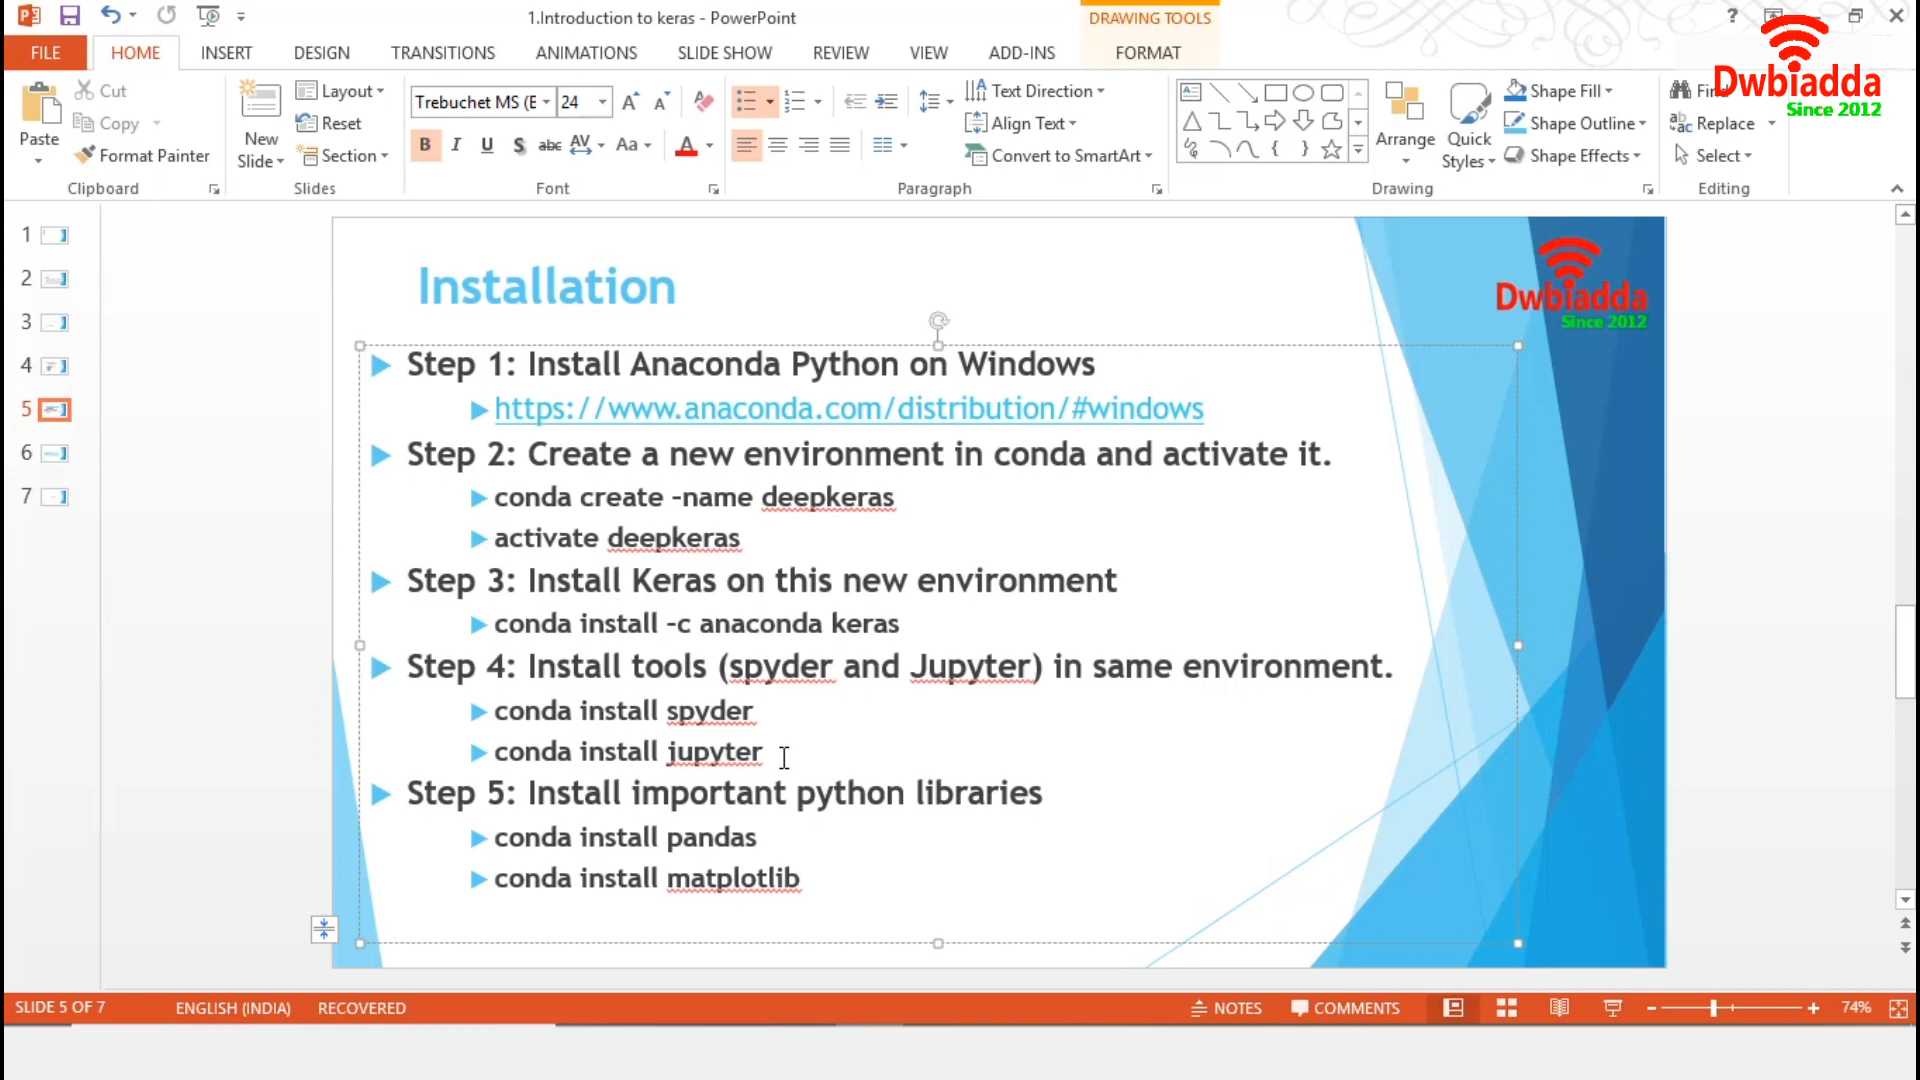 1.Introduction to keras - PowerPoint
DRAWING TOOLS
?
FILE
HOME
INSERT
DESIGN
TRANSITIONS
ANIMATIONS
SLIDE SHOW
REVIEW
VIEW
ADD-INS
FORMAT
Dwbiadda
Since 2012
Paste
Cut
Copy
Format Painter
Clipboard
New
Slide
Layout
Reset
Section
Slides
Trebuchet MS (E
24
Font
Text Direction
Align Text
Convert to SmartArt
Paragraph
Arrange
Quick
Styles
Shape Fill
Shape Outline
Shape Effects
Drawing
Replace
Select
Editing
1
2
3
4
5
6
7
Installation
Dwbiadda
Since 2012
Step 1: Install Anaconda Python on Windows
https://www.anaconda.com/distribution/#windows
Step 2: Create a new environment in conda and activate it.
conda create –name deepkeras
activate deepkeras
Step 3: Install Keras on this new environment
conda install –c anaconda keras
Step 4: Install tools (spyder and Jupyter) in same environment.
conda install spyder
conda install jupyter
Step 5: Install important python libraries
conda install pandas
conda install matplotlib
SLIDE 5 OF 7
ENGLISH (INDIA)
RECOVERED
NOTES
COMMENTS
74%